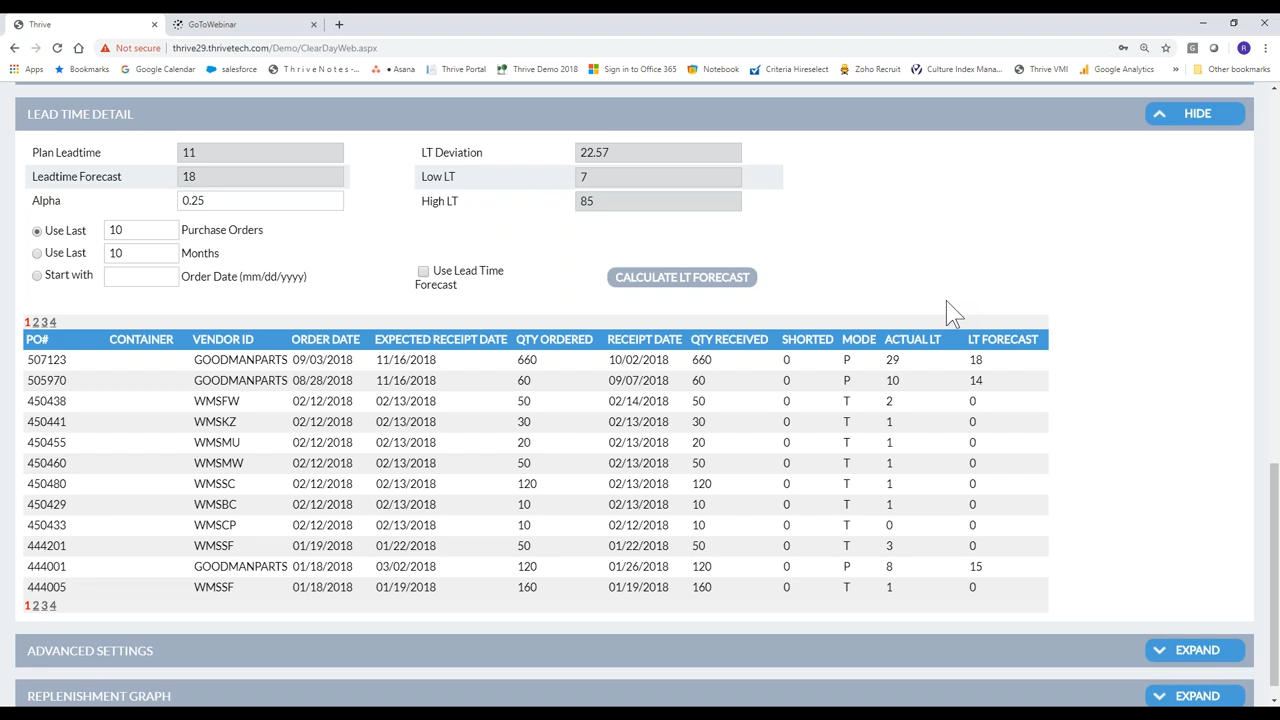 Thrive
GoToWebinar
Not secure thrive29.thrivetech.com/Demo/ClearDayWeb.aspx
R
Apps Bookmarks Google Calendar salesforce T h r i v e N o t e s -... Asana Thrive Portal Thrive Demo 2018 Sign in to Office 365 Notebook Criteria Hireselect Zoho Recruit Culture Index Mana... Thrive VMI Google Analytics » Other bookmarks
LEAD TIME DETAIL HIDE
Plan Leadtime 11 LT Deviation 22.57
Leadtime Forecast 18 Low LT 7
Alpha 0.25 High LT 85
Use Last 10 Purchase Orders
Use Last 10 Months
Start with Order Date (mm/dd/yyyy) Use Lead Time
Forecast CALCULATE LT FORECAST
1 2 3 4
PO# CONTAINER VENDOR ID ORDER DATE EXPECTED RECEIPT DATE QTY ORDERED RECEIPT DATE QTY RECEIVED SHORTED MODE ACTUAL LT LT FORECAST
507123 GOODMANPARTS 09/03/2018 11/16/2018 660 10/02/2018 660 0 P 29 18
505970 GOODMANPARTS 08/28/2018 11/16/2018 60 09/07/2018 60 0 P 10 14
450438 WMSFW 02/12/2018 02/13/2018 50 02/14/2018 50 0 T 2 0
450441 WMSKZ 02/12/2018 02/13/2018 30 02/13/2018 30 0 T 1 0
450455 WMSMU 02/12/2018 02/13/2018 20 02/13/2018 20 0 T 1 0
450460 WMSMW 02/12/2018 02/13/2018 50 02/13/2018 50 0 T 1 0
450480 WMSSC 02/12/2018 02/13/2018 120 02/13/2018 120 0 T 1 0
450429 WMSBC 02/12/2018 02/13/2018 10 02/13/2018 10 0 T 1 0
450433 WMSCP 02/12/2018 02/13/2018 10 02/12/2018 10 0 T 0 0
444201 WMSSF 01/19/2018 01/22/2018 50 01/22/2018 50 0 T 3 0
444001 GOODMANPARTS 01/18/2018 03/02/2018 120 01/26/2018 120 0 P 8 15
444005 WMSSF 01/18/2018 01/19/2018 160 01/19/2018 160 0 T 1 0
1 2 3 4
ADVANCED SETTINGS EXPAND
REPLENISHMENT GRAPH EXPAND